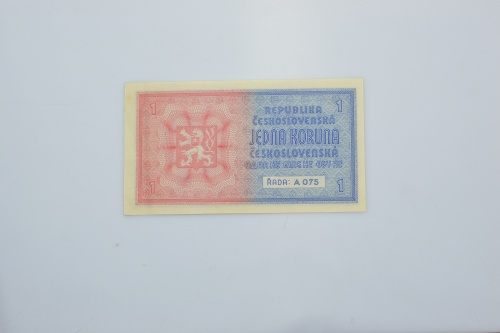 1 1
REPUBLIKA
ČESKOSLOVENSKÁ
JEDNA KORUNA
ČESKOSLOVENSKÁ
ŘADA: A 075
1 1